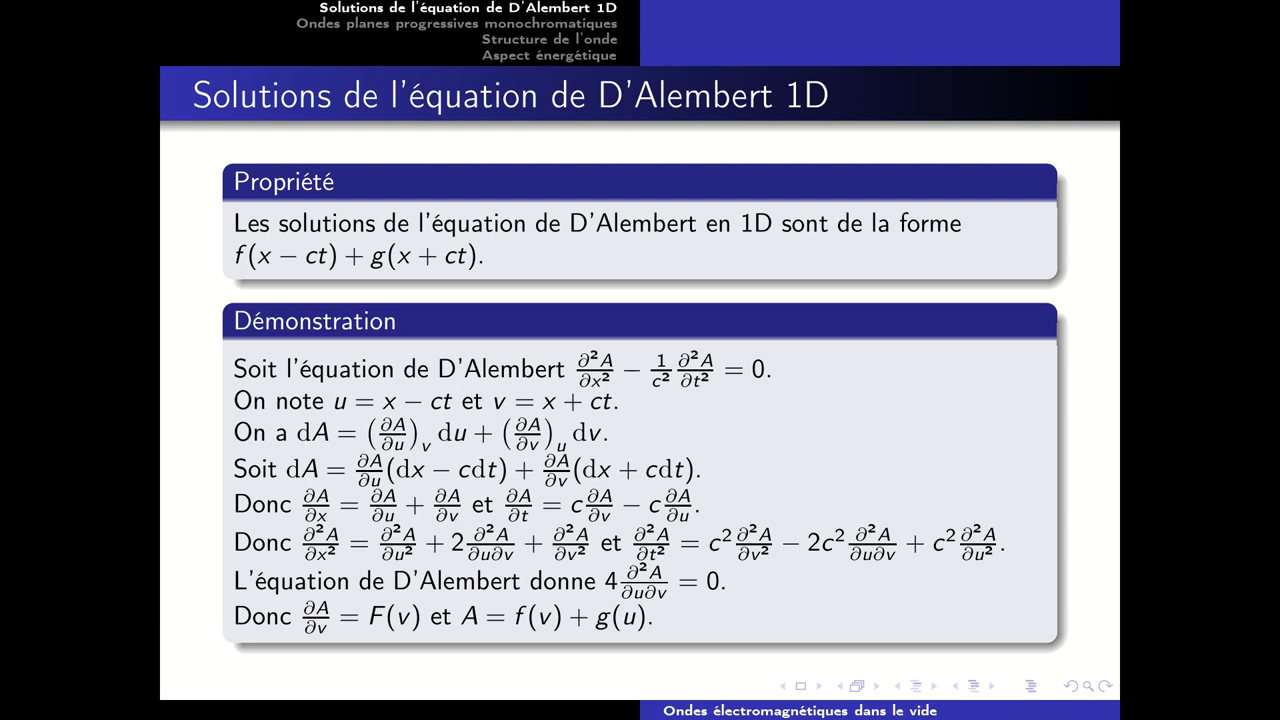 Solutions de l'équation de D'Alembert 1D
Ondes planes progressives monochromatiques
Structure de l'onde
Aspect énergétique
Solutions de l'équation de D'Alembert 1D
Propriété
Les solutions de l'équation de D'Alembert en 1D sont de la forme
f(x − ct) + g(x + ct).
Démonstration
Soit l'équation de D'Alembert ∂²A/∂x² − 1/c² ∂²A/∂t² = 0.
On note u = x − ct et v = x + ct.
On a dA = (∂A/∂u)_v du + (∂A/∂v)_u dv.
Soit dA = ∂A/∂u (dx − cdt) + ∂A/∂v (dx + cdt).
Donc ∂A/∂x = ∂A/∂u + ∂A/∂v et ∂A/∂t = c ∂A/∂v − c ∂A/∂u.
Donc ∂²A/∂x² = ∂²A/∂u² + 2 ∂²A/∂u∂v + ∂²A/∂v² et ∂²A/∂t² = c² ∂²A/∂v² − 2c² ∂²A/∂u∂v + c² ∂²A/∂u².
L'équation de D'Alembert donne 4 ∂²A/∂u∂v = 0.
Donc ∂A/∂v = F(v) et A = f(v) + g(u).
Ondes électromagnétiques dans le vide